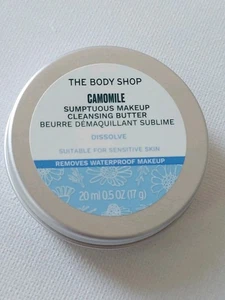 THE BODY SHOP
CAMOMILE
SUMPTUOUS MAKEUP
CLEANSING BUTTER
BEURRE DÉMAQUILLANT SUBLIME
DISSOLVE
SUITABLE FOR SENSITIVE SKIN
REMOVES WATERPROOF MAKEUP
20 ml 0.5 OZ (17 g)